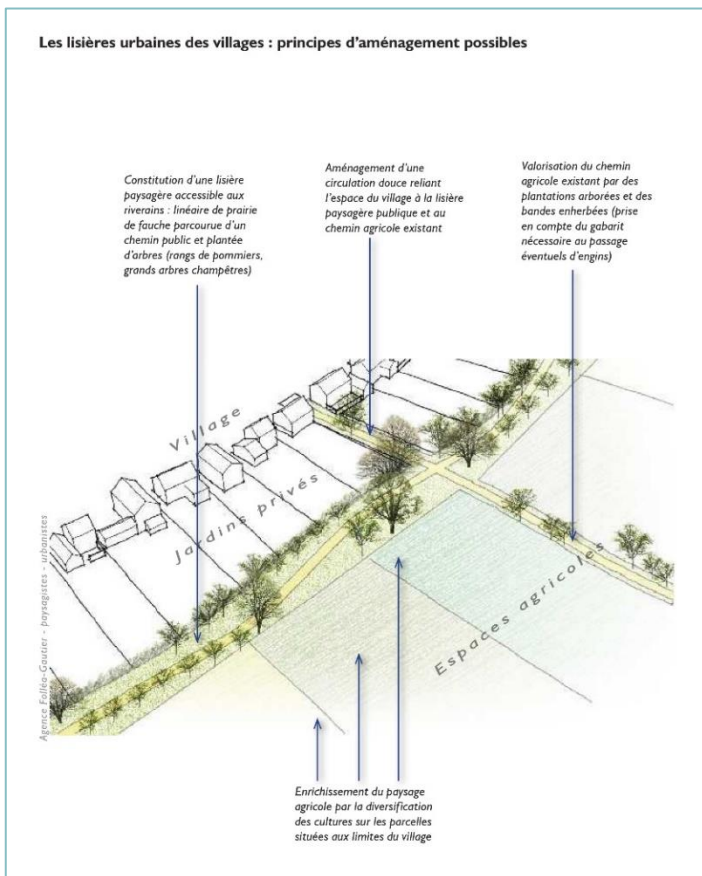 Les lisières urbaines des villages : principes d'aménagement possibles
Constitution d'une lisière
paysagère accessible aux
riverains : linéaire de prairie
de fauche parcourue d'un
chemin public et plantée
d'arbres (rangs de pommiers,
grands arbres champêtres)
Aménagement d'une
circulation douce reliant
l'espace du village à la lisière
paysagère publique et au
chemin agricole existant
Valorisation du chemin
agricole existant par des
plantations arborées et des
bandes enherbées (prise
en compte du gabarit
nécessaire au passage
éventuels d'engins)
Village
Jardins privés
Espaces agricoles
Agence Folléa-Gautier - paysagistes - urbanistes
Enrichissement du paysage
agricole par la diversification
des cultures sur les parcelles
situées aux limites du village